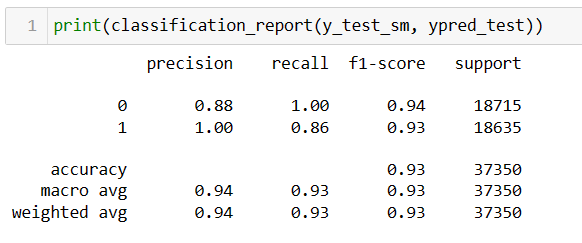 1 print(classification_report(y_test_sm, ypred_test))
precision recall f1-score support
0 0.88 1.00 0.94 18715
1 1.00 0.86 0.93 18635
accuracy 0.93 37350
macro avg 0.94 0.93 0.93 37350
weighted avg 0.94 0.93 0.93 37350